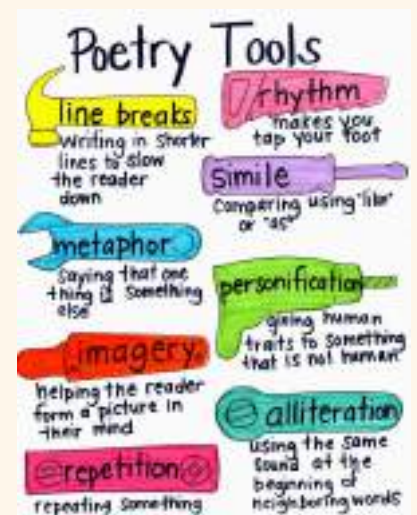 Poetry Tools
line breaks
Writing in shorter
lines to slow
the reader
down
rhythm
makes you
tap your foot
simile
Comparing using "like"
or "as"
metaphor
Saying that one
thing is something
else
personification
giving human
traits to something
that is not human
imagery
helping the reader
form a picture in
their mind
alliteration
using the same
sound at the
beginning of
neighboring words
repetition
repeating something